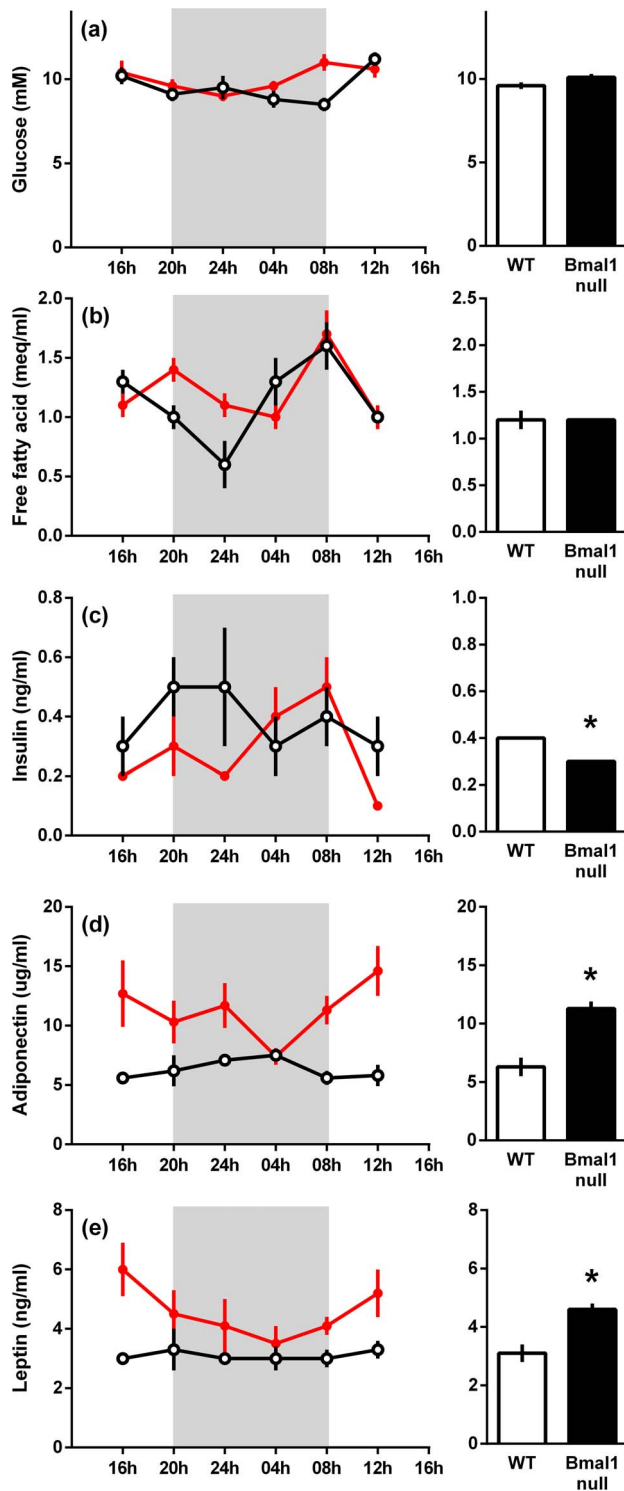 (a)
Glucose (mM)
10
5
0
16h 20h 24h 04h 08h 12h 16h
10
5
0
WT Bmal1 null
(b)
Free fatty acid (meq/ml)
2.0
1.5
1.0
0.5
0.0
16h 20h 24h 04h 08h 12h
2.5
2.0
1.5
1.0
0.5
0.0
WT Bmal1 null
(c)
Insulin (ng/ml)
0.8
0.6
0.4
0.2
0.0
16h 20h 24h 04h 08h 12h 16h
1.0
0.8
0.6
0.4
0.2
0.0
*
WT Bmal1 null
(d)
Adiponectin (ug/ml)
20
15
10
5
0
16h 20h 24h 04h 08h 12h 16h
20
15
10
5
0
*
WT Bmal1 null
(e)
Leptin (ng/ml)
8
6
4
2
0
16h 20h 24h 04h 08h 12h 16h
8
6
4
2
0
*
WT Bmal1 null